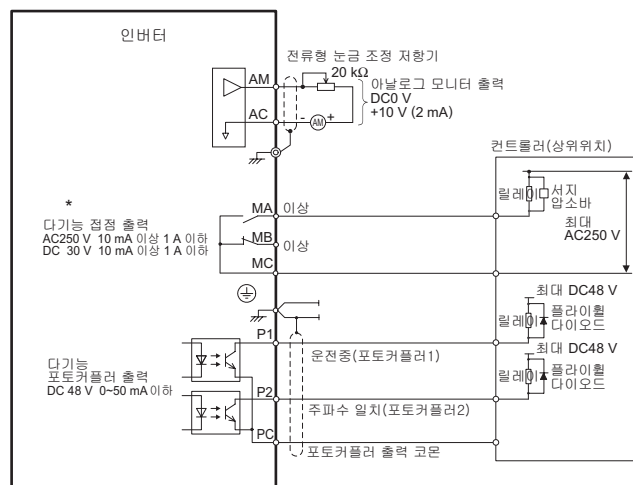 인버터
전류형 눈금 조정 저항기
20 kΩ
AM
아날로그 모니터 출력
DC0 V
+10 V (2 mA)
AC
-
AM
+
컨트롤러(상위위치)
릴레이
서지
압소바
최대
AC250 V
*
다기능 접점 출력
AC250 V 10 mA 이상 1 A 이하
DC 30 V 10 mA 이상 1 A 이하
MA
이상
MB
이상
MC
최대 DC48 V
릴레이
플라이휠
다이오드
P1
운전중(포토커플러1)
최대 DC48 V
릴레이
플라이휠
다이오드
다기능
포토커플러 출력
DC 48 V 0~50 mA 이하
P2
주파수 일치(포토커플러2)
PC
포토커플러 출력 코몬